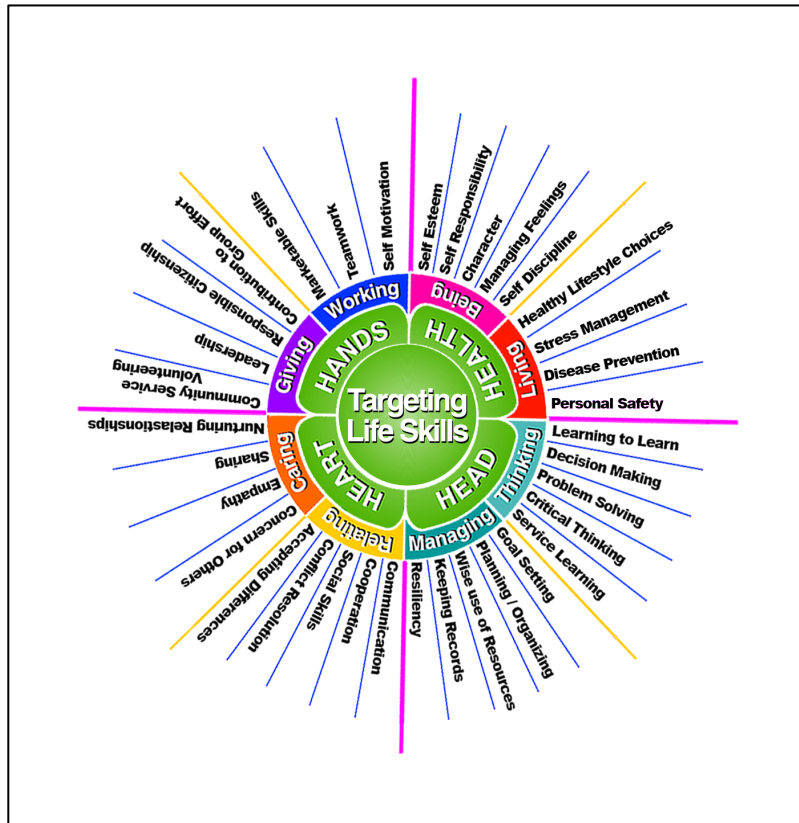 Targeting
Life Skills
HEALTH
Being
Self Esteem
Self Responsibility
Character
Managing Feelings
Self Discipline
Living
Healthy Lifestyle Choices
Stress Management
Disease Prevention
Personal Safety
HEAD
Thinking
Learning to Learn
Decision Making
Problem Solving
Critical Thinking
Service Learning
Managing
Goal Setting
Planning / Organizing
Wise use of Resources
Keeping Records
Resiliency
HEART
Relating
Communication
Cooperation
Social Skills
Conflict Resolution
Accepting Differences
Caring
Concern for Others
Empathy
Sharing
Nurturing Relastionships
HANDS
Giving
Community Service
Volunteering
Leadership
Responsible Citizenship
Contribution to
Group Effort
Working
Marketable Skills
Teamwork
Self Motivation